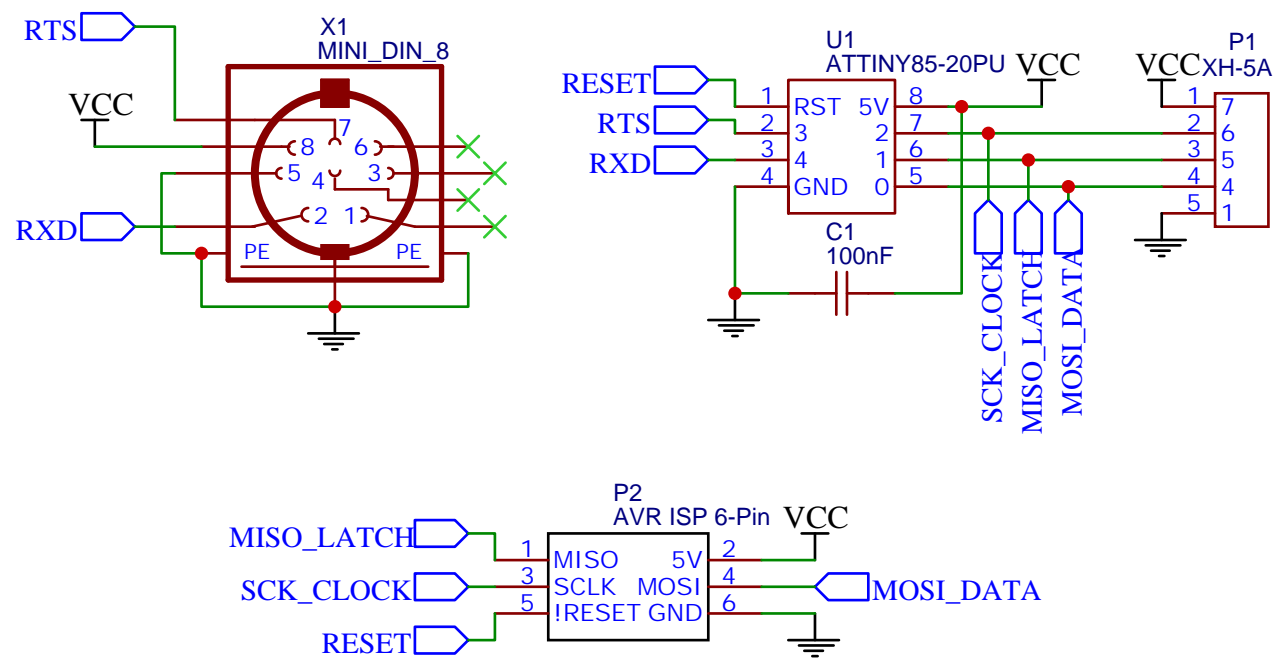 RTS
X1
MINI_DIN_8
VCC
7
8
6
5
4
3
2
1
RXD
PE
PE
U1
ATTINY85-20PU
RESET
RTS
RXD
1
RST
5V
8
2
3
2
7
3
4
1
6
4
GND
0
5
C1
100nF
VCC
VCC
P1
XH-5A
1
7
2
6
3
5
4
4
5
1
SCK_CLOCK
MISO_LATCH
MOSI_DATA
P2
AVR ISP 6-Pin
VCC
MISO_LATCH
1
MISO
5V
2
SCK_CLOCK
3
SCLK
MOSI
4
MOSI_DATA
5
!RESET
GND
6
RESET